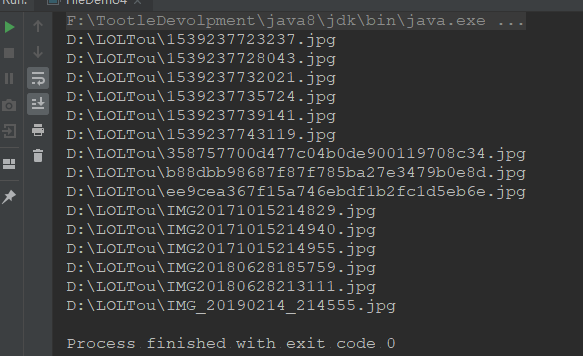 Run:
FileDemo4
F:\TootleDevolpment\java8\jdk\bin\java.exe ...
D:\LOLTou\1539237723237.jpg
D:\LOLTou\1539237728043.jpg
D:\LOLTou\1539237732021.jpg
D:\LOLTou\1539237735724.jpg
D:\LOLTou\1539237739141.jpg
D:\LOLTou\1539237743119.jpg
D:\LOLTou\358757700d477c04b0de900119708c34.jpg
D:\LOLTou\b88dbb98687f87f785ba27e3479b0e8d.jpg
D:\LOLTou\ee9cea367f15a746ebdf1b2fc1d5eb6e.jpg
D:\LOLTou\IMG20171015214829.jpg
D:\LOLTou\IMG20171015214940.jpg
D:\LOLTou\IMG20171015214955.jpg
D:\LOLTou\IMG20180628185759.jpg
D:\LOLTou\IMG20180628213111.jpg
D:\LOLTou\IMG_20190214_214555.jpg
Process finished with exit code 0